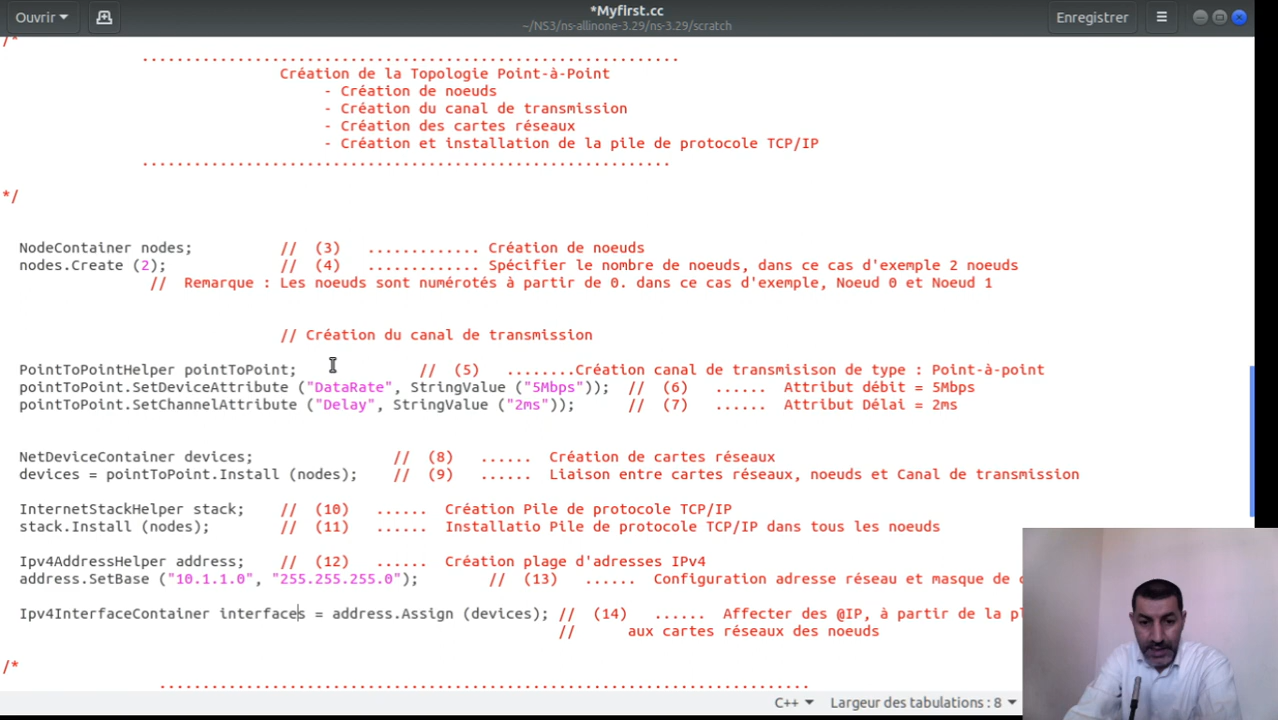 Ouvrir
*Myfirst.cc
~/NS3/ns-allinone-3.29/ns-3.29/scratch
Enregistrer
/*
..............................................................
Création de la Topologie Point-à-Point
- Création de noeuds
- Création du canal de transmission
- Création des cartes réseaux
- Création et installation de la pile de protocole TCP/IP
.............................................................
*/
NodeContainer nodes; // (3) ............. Création de noeuds
nodes.Create (2); // (4) ............. Spécifier le nombre de noeuds, dans ce cas d'exemple 2 noeuds
// Remarque : Les noeuds sont numérotés à partir de 0. dans ce cas d'exemple, Noeud 0 et Noeud 1
// Création du canal de transmission
PointToPointHelper pointToPoint; // (5) ........Création canal de transmisison de type : Point-à-point
pointToPoint.SetDeviceAttribute ("DataRate", StringValue ("5Mbps")); // (6) ...... Attribut débit = 5Mbps
pointToPoint.SetChannelAttribute ("Delay", StringValue ("2ms")); // (7) ...... Attribut Délai = 2ms
NetDeviceContainer devices; // (8) ...... Création de cartes réseaux
devices = pointToPoint.Install (nodes); // (9) ...... Liaison entre cartes réseaux, noeuds et Canal de transmission
InternetStackHelper stack; // (10) ...... Création Pile de protocole TCP/IP
stack.Install (nodes); // (11) ...... Installatio Pile de protocole TCP/IP dans tous les noeuds
Ipv4AddressHelper address; // (12) ...... Création plage d'adresses IPv4
address.SetBase ("10.1.1.0", "255.255.255.0"); // (13) ...... Configuration adresse réseau et masque de
Ipv4InterfaceContainer interfaces = address.Assign (devices); // (14) ...... Affecter des @IP, à partir de la
// aux cartes réseaux des noeuds
/*
...........................................................................
C++ Largeur des tabulations : 8